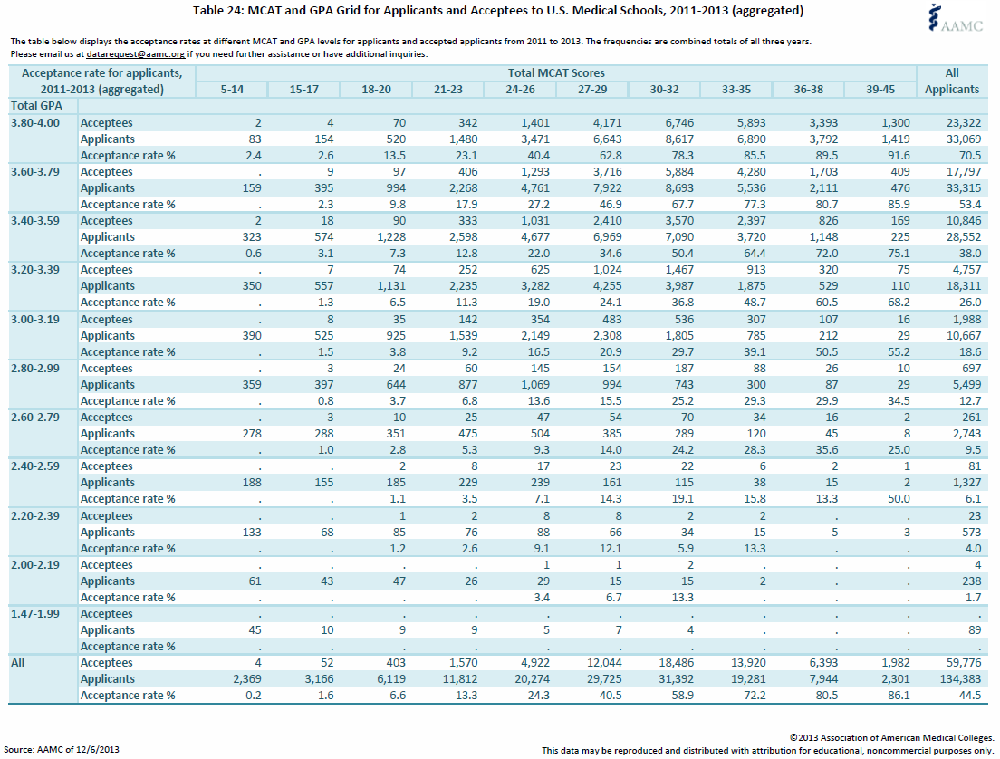 Table 24: MCAT and GPA Grid for Applicants and Acceptees to U.S. Medical Schools, 2011-2013 (aggregated)
AAMC
The table below displays the acceptance rates at different MCAT and GPA levels for applicants and accepted applicants from 2011 to 2013. The frequencies are combined totals of all three years.
Please email us at datarequest@aamc.org if you need further assistance or have additional inquiries.
Acceptance rate for applicants, Total MCAT Scores All
2011-2013 (aggregated) 5-14 15-17 18-20 21-23 24-26 27-29 30-32 33-35 36-38 39-45 Applicants
Total GPA
3.80-4.00 Acceptees 2 4 70 342 1,401 4,171 6,746 5,893 3,393 1,300 23,322
Applicants 83 154 520 1,480 3,471 6,643 8,617 6,890 3,792 1,419 33,069
Acceptance rate % 2.4 2.6 13.5 23.1 40.4 62.8 78.3 85.5 89.5 91.6 70.5
3.60-3.79 Acceptees . 9 97 406 1,293 3,716 5,884 4,280 1,703 409 17,797
Applicants 159 395 994 2,268 4,761 7,922 8,693 5,536 2,111 476 33,315
Acceptance rate % . 2.3 9.8 17.9 27.2 46.9 67.7 77.3 80.7 85.9 53.4
3.40-3.59 Acceptees 2 18 90 333 1,031 2,410 3,570 2,397 826 169 10,846
Applicants 323 574 1,228 2,598 4,677 6,969 7,090 3,720 1,148 225 28,552
Acceptance rate % 0.6 3.1 7.3 12.8 22.0 34.6 50.4 64.4 72.0 75.1 38.0
3.20-3.39 Acceptees . 7 74 252 625 1,024 1,467 913 320 75 4,757
Applicants 350 557 1,131 2,235 3,282 4,255 3,987 1,875 529 110 18,311
Acceptance rate % . 1.3 6.5 11.3 19.0 24.1 36.8 48.7 60.5 68.2 26.0
3.00-3.19 Acceptees . 8 35 142 354 483 536 307 107 16 1,988
Applicants 390 525 925 1,539 2,149 2,308 1,805 785 212 29 10,667
Acceptance rate % . 1.5 3.8 9.2 16.5 20.9 29.7 39.1 50.5 55.2 18.6
2.80-2.99 Acceptees . 3 24 60 145 154 187 88 26 10 697
Applicants 359 397 644 877 1,069 994 743 300 87 29 5,499
Acceptance rate % . 0.8 3.7 6.8 13.6 15.5 25.2 29.3 29.9 34.5 12.7
2.60-2.79 Acceptees . 3 10 25 47 54 70 34 16 2 261
Applicants 278 288 351 475 504 385 289 120 45 8 2,743
Acceptance rate % . 1.0 2.8 5.3 9.3 14.0 24.2 28.3 35.6 25.0 9.5
2.40-2.59 Acceptees . . 2 8 17 23 22 6 2 1 81
Applicants 188 155 185 229 239 161 115 38 15 2 1,327
Acceptance rate % . . 1.1 3.5 7.1 14.3 19.1 15.8 13.3 50.0 6.1
2.20-2.39 Acceptees . . 1 2 8 8 2 2 . . 23
Applicants 133 68 85 76 88 66 34 15 5 3 573
Acceptance rate % . . 1.2 2.6 9.1 12.1 5.9 13.3 . . 4.0
2.00-2.19 Acceptees . . . . 1 1 2 . . . 4
Applicants 61 43 47 26 29 15 15 2 . . 238
Acceptance rate % . . . . 3.4 6.7 13.3 . . . 1.7
1.47-1.99 Acceptees . . . . . . . . . . .
Applicants 45 10 9 9 5 7 4 . . . 89
Acceptance rate % . . . . . . . . . . .
All Acceptees 4 52 403 1,570 4,922 12,044 18,486 13,920 6,393 1,982 59,776
Applicants 2,369 3,166 6,119 11,812 20,274 29,725 31,392 19,281 7,944 2,301 134,383
Acceptance rate % 0.2 1.6 6.6 13.3 24.3 40.5 58.9 72.2 80.5 86.1 44.5
©2013 Association of American Medical Colleges.
Source: AAMC of 12/6/2013 This data may be reproduced and distributed with attribution for educational, noncommercial purposes only.